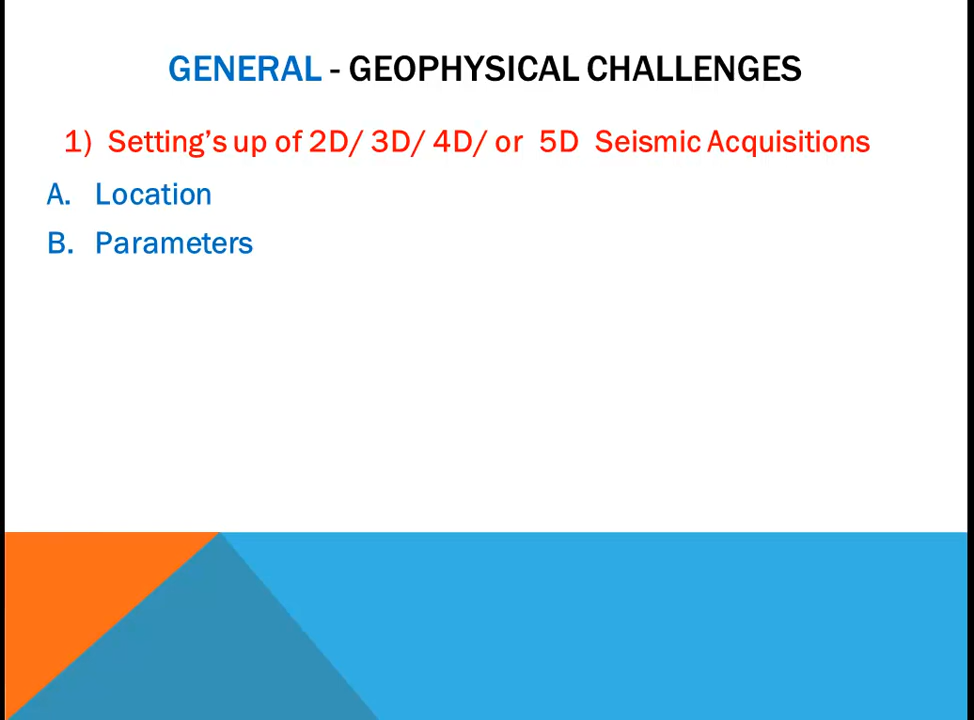 GENERAL - GEOPHYSICAL CHALLENGES
1) Setting's up of 2D/ 3D/ 4D/ or 5D Seismic Acquisitions
A. Location
B. Parameters